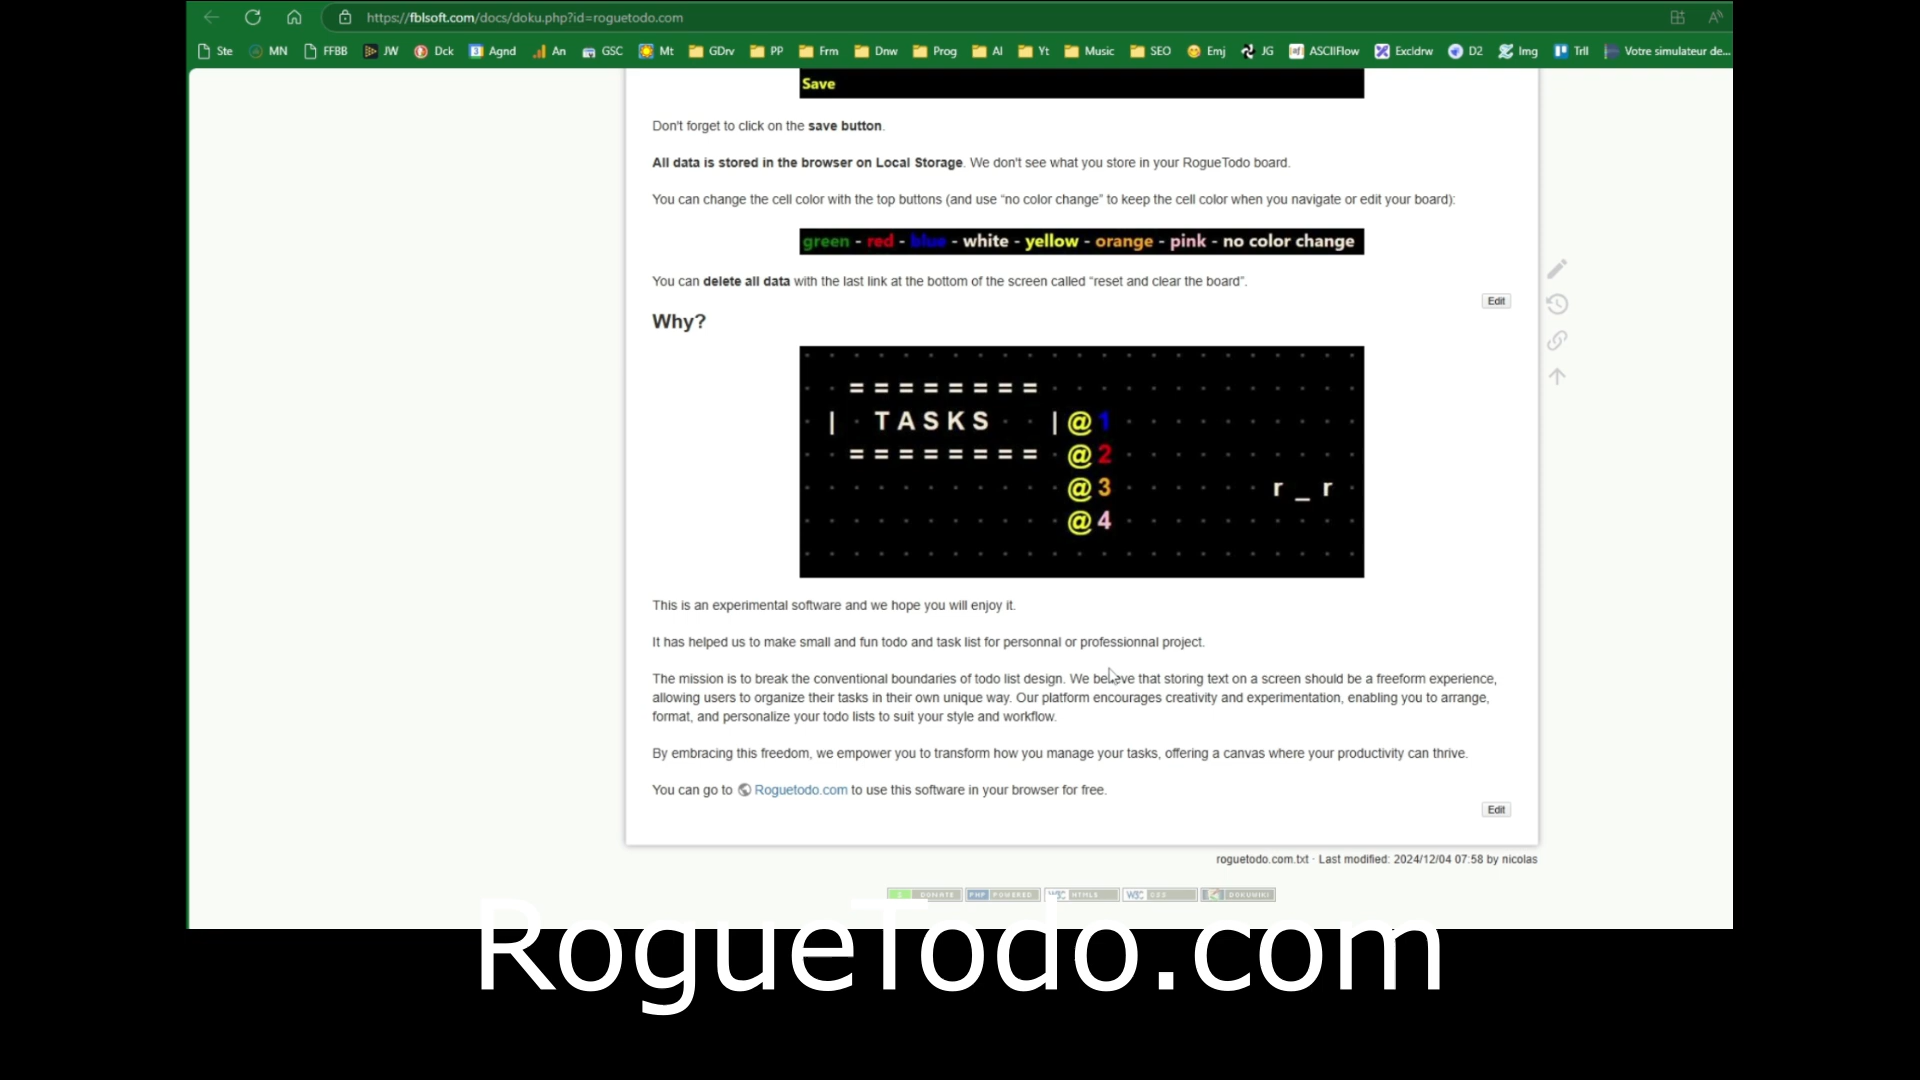 https://fblsoft.com/docs/doku.php?id=roguetodo.com
Ste MN FFBB JW Dck Agnd An GSC Mt GDrv PP Frm Dnw Prog AI Yt Music SEO Emj JG ASCIIFlow Excldrw D2 Img Trll Votre simulateur de...
Save
Don't forget to click on the save button.
All data is stored in the browser on Local Storage. We don't see what you store in your RogueTodo board.
You can change the cell color with the top buttons (and use “no color change” to keep the cell color when you navigate or edit your board):
green - red - blue - white - yellow - orange - pink - no color change
You can delete all data with the last link at the bottom of the screen called “reset and clear the board”.
Edit
Why?
= = = = = = = =
| T A S K S | @ 1
= = = = = = = = @ 2
@ 3 r _ r
@ 4
This is an experimental software and we hope you will enjoy it.
It has helped us to make small and fun todo and task list for personnal or professionnal project.
The mission is to break the conventional boundaries of todo list design. We believe that storing text on a screen should be a freeform experience,
allowing users to organize their tasks in their own unique way. Our platform encourages creativity and experimentation, enabling you to arrange,
format, and personalize your todo lists to suit your style and workflow.
By embracing this freedom, we empower you to transform how you manage your tasks, offering a canvas where your productivity can thrive.
You can go to Roguetodo.com to use this software in your browser for free.
Edit
roguetodo.com.txt · Last modified: 2024/12/04 07:58 by nicolas
DONATE PHP POWERED W3C HTML5 W3C CSS DOKUWIKI
RogueTodo.com